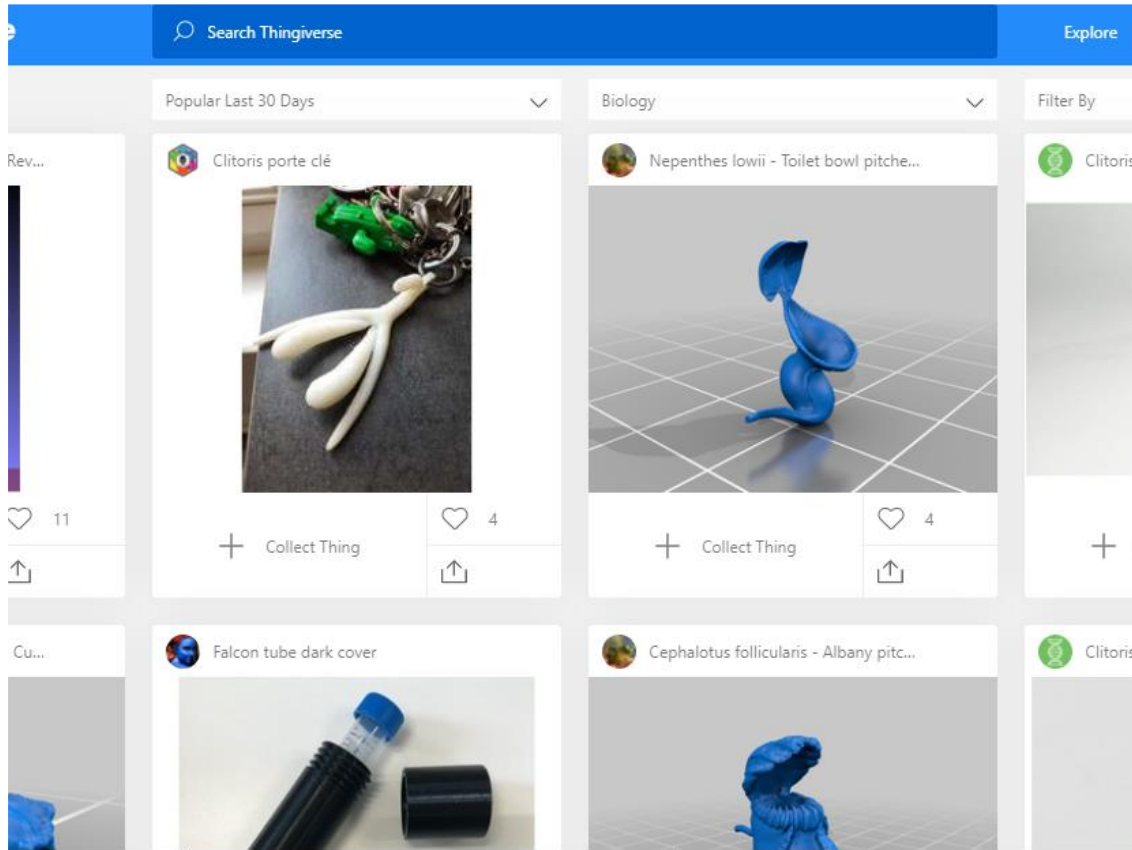 Search Thingiverse
Explore
Popular Last 30 Days
Biology
Filter By
Rev...
Clitoris porte clé
Nepenthes lowii - Toilet bowl pitche...
Clitoris
11
4
4
Collect Thing
Collect Thing
Cu...
Falcon tube dark cover
Cephalotus follicularis - Albany pitc...
Clitoris